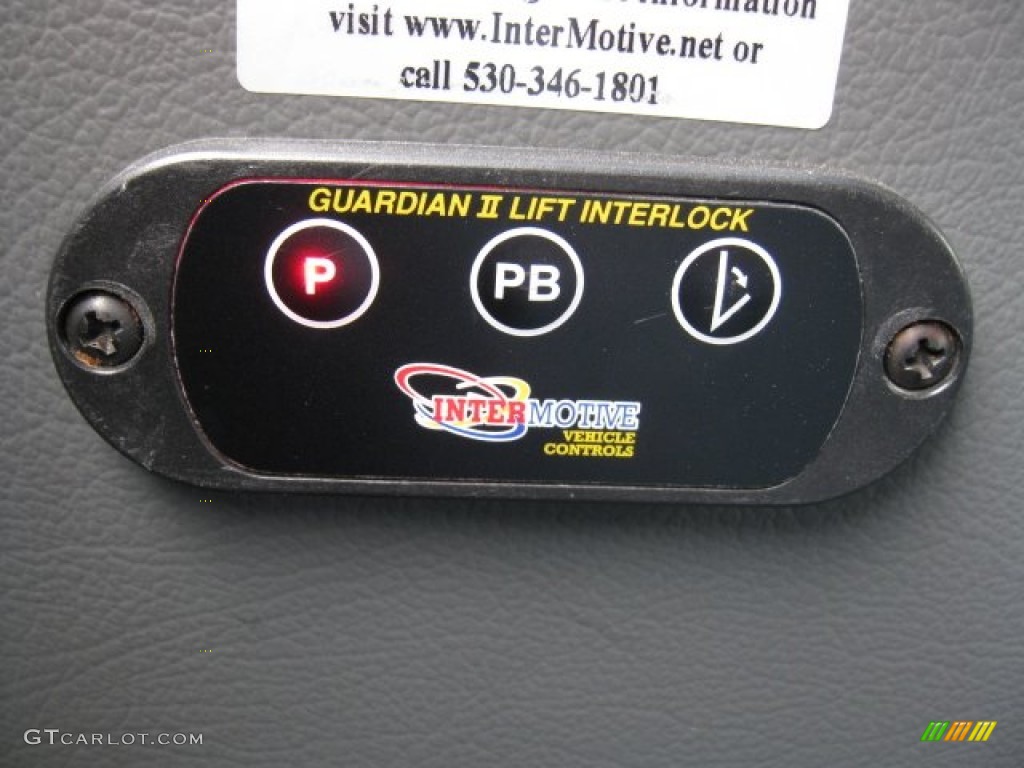 information
visit www.InterMotive.net or
call 530-346-1801
GUARDIAN II LIFT INTERLOCK
P
PB
INTERMOTIVE
VEHICLE
CONTROLS
GTCARLOT.COM